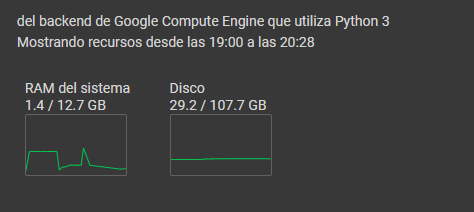 del backend de Google Compute Engine que utiliza Python 3
Mostrando recursos desde las 19:00 a las 20:28
RAM del sistema
1.4 / 12.7 GB
Disco
29.2 / 107.7 GB